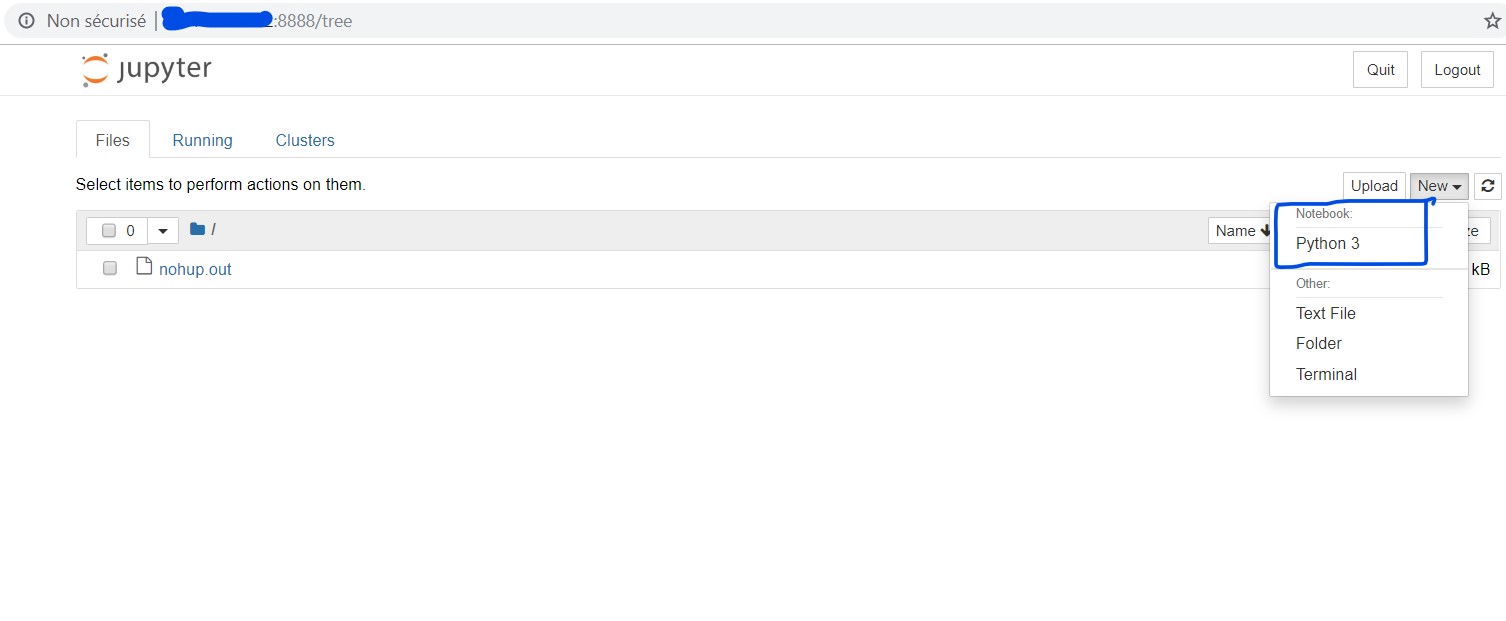 Non sécurisé | :8888/tree
jupyter
Quit Logout
Files Running Clusters
Select items to perform actions on them.
Upload New
0 / Name
Notebook:
Python 3
nohup.out kB
Other:
Text File
Folder
Terminal